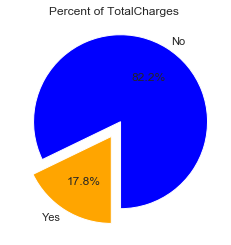 Percent of TotalCharges
No
82.2%
17.8%
Yes